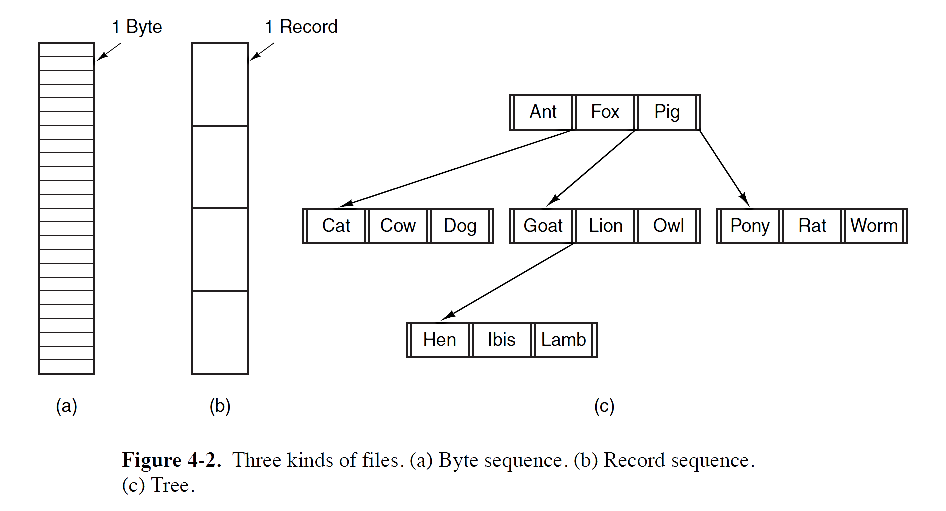 1 Byte
1 Record
Ant Fox Pig
Cat Cow Dog Goat Lion Owl Pony Rat Worm
Hen Ibis Lamb
(a) (b) (c)
Figure 4-2. Three kinds of files. (a) Byte sequence. (b) Record sequence.
(c) Tree.